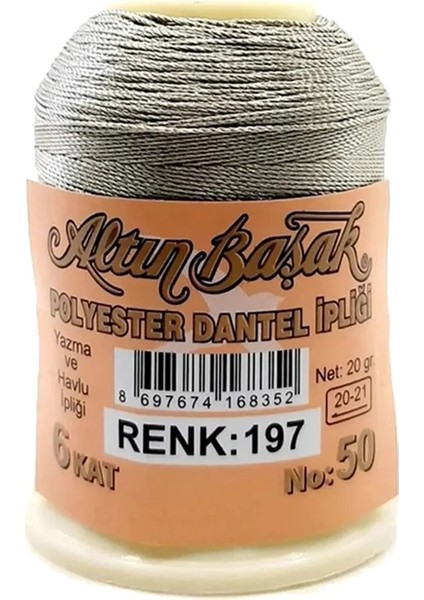 Altın Başak®
POLYESTER DANTEL İPLİĞİ
Yazma
ve
Havlu
İpliği
8 697674 168352
Net: 20 gr.
20-21
RENK:197
6 KAT
No:50